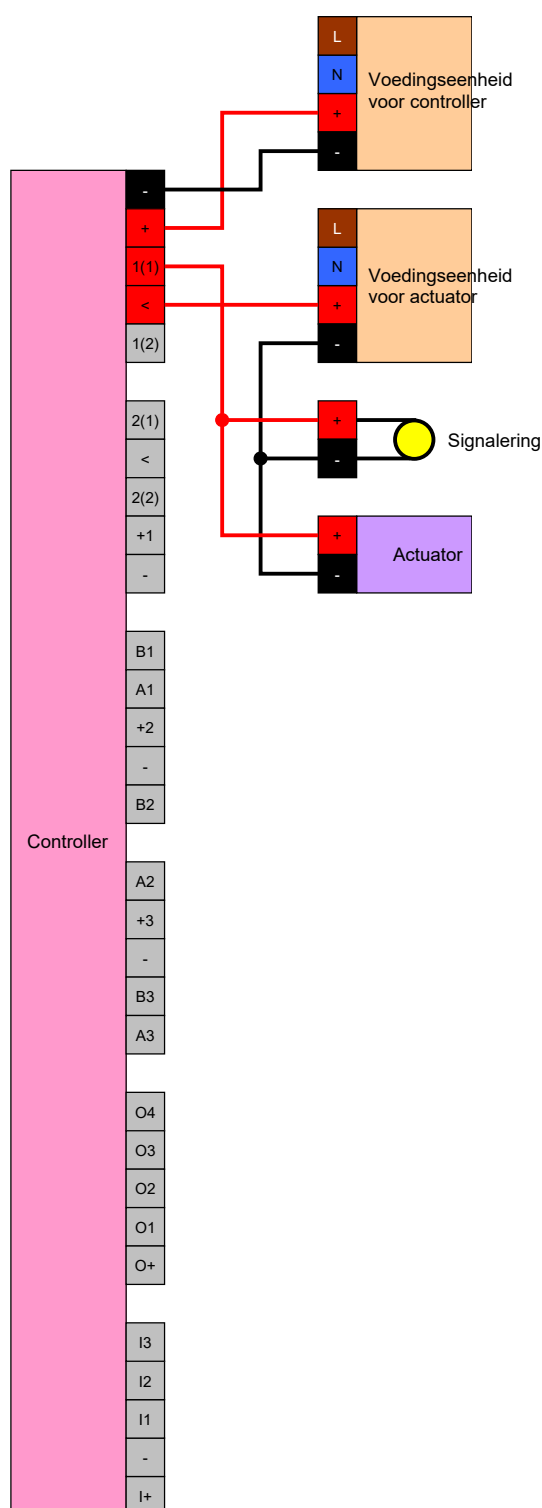 L
N
+
-
Voedingseenheid
voor controller
-
+
1(1)
<
1(2)
L
N
+
-
Voedingseenheid
voor actuator
2(1)
<
2(2)
+1
-
+
-
Signalering
+
-
Actuator
B1
A1
+2
-
B2
Controller
A2
+3
-
B3
A3
O4
O3
O2
O1
O+
I3
I2
I1
-
I+